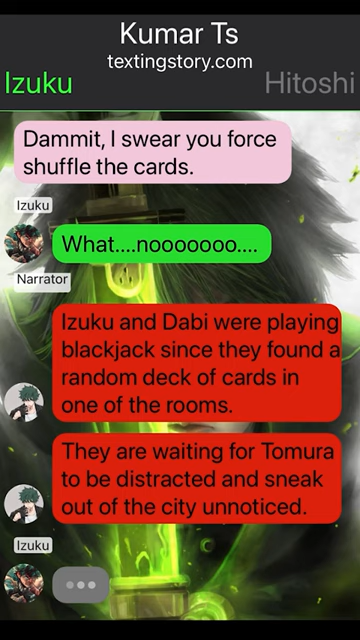 Kumar Ts
textingstory.com
Izuku
Hitoshi
Dammit, I swear you force
shuffle the cards.
Izuku
What....nooooooo....
Narrator
Izuku and Dabi were playing
blackjack since they found a
random deck of cards in
one of the rooms.
They are waiting for Tomura
to be distracted and sneak
out of the city unnoticed.
Izuku